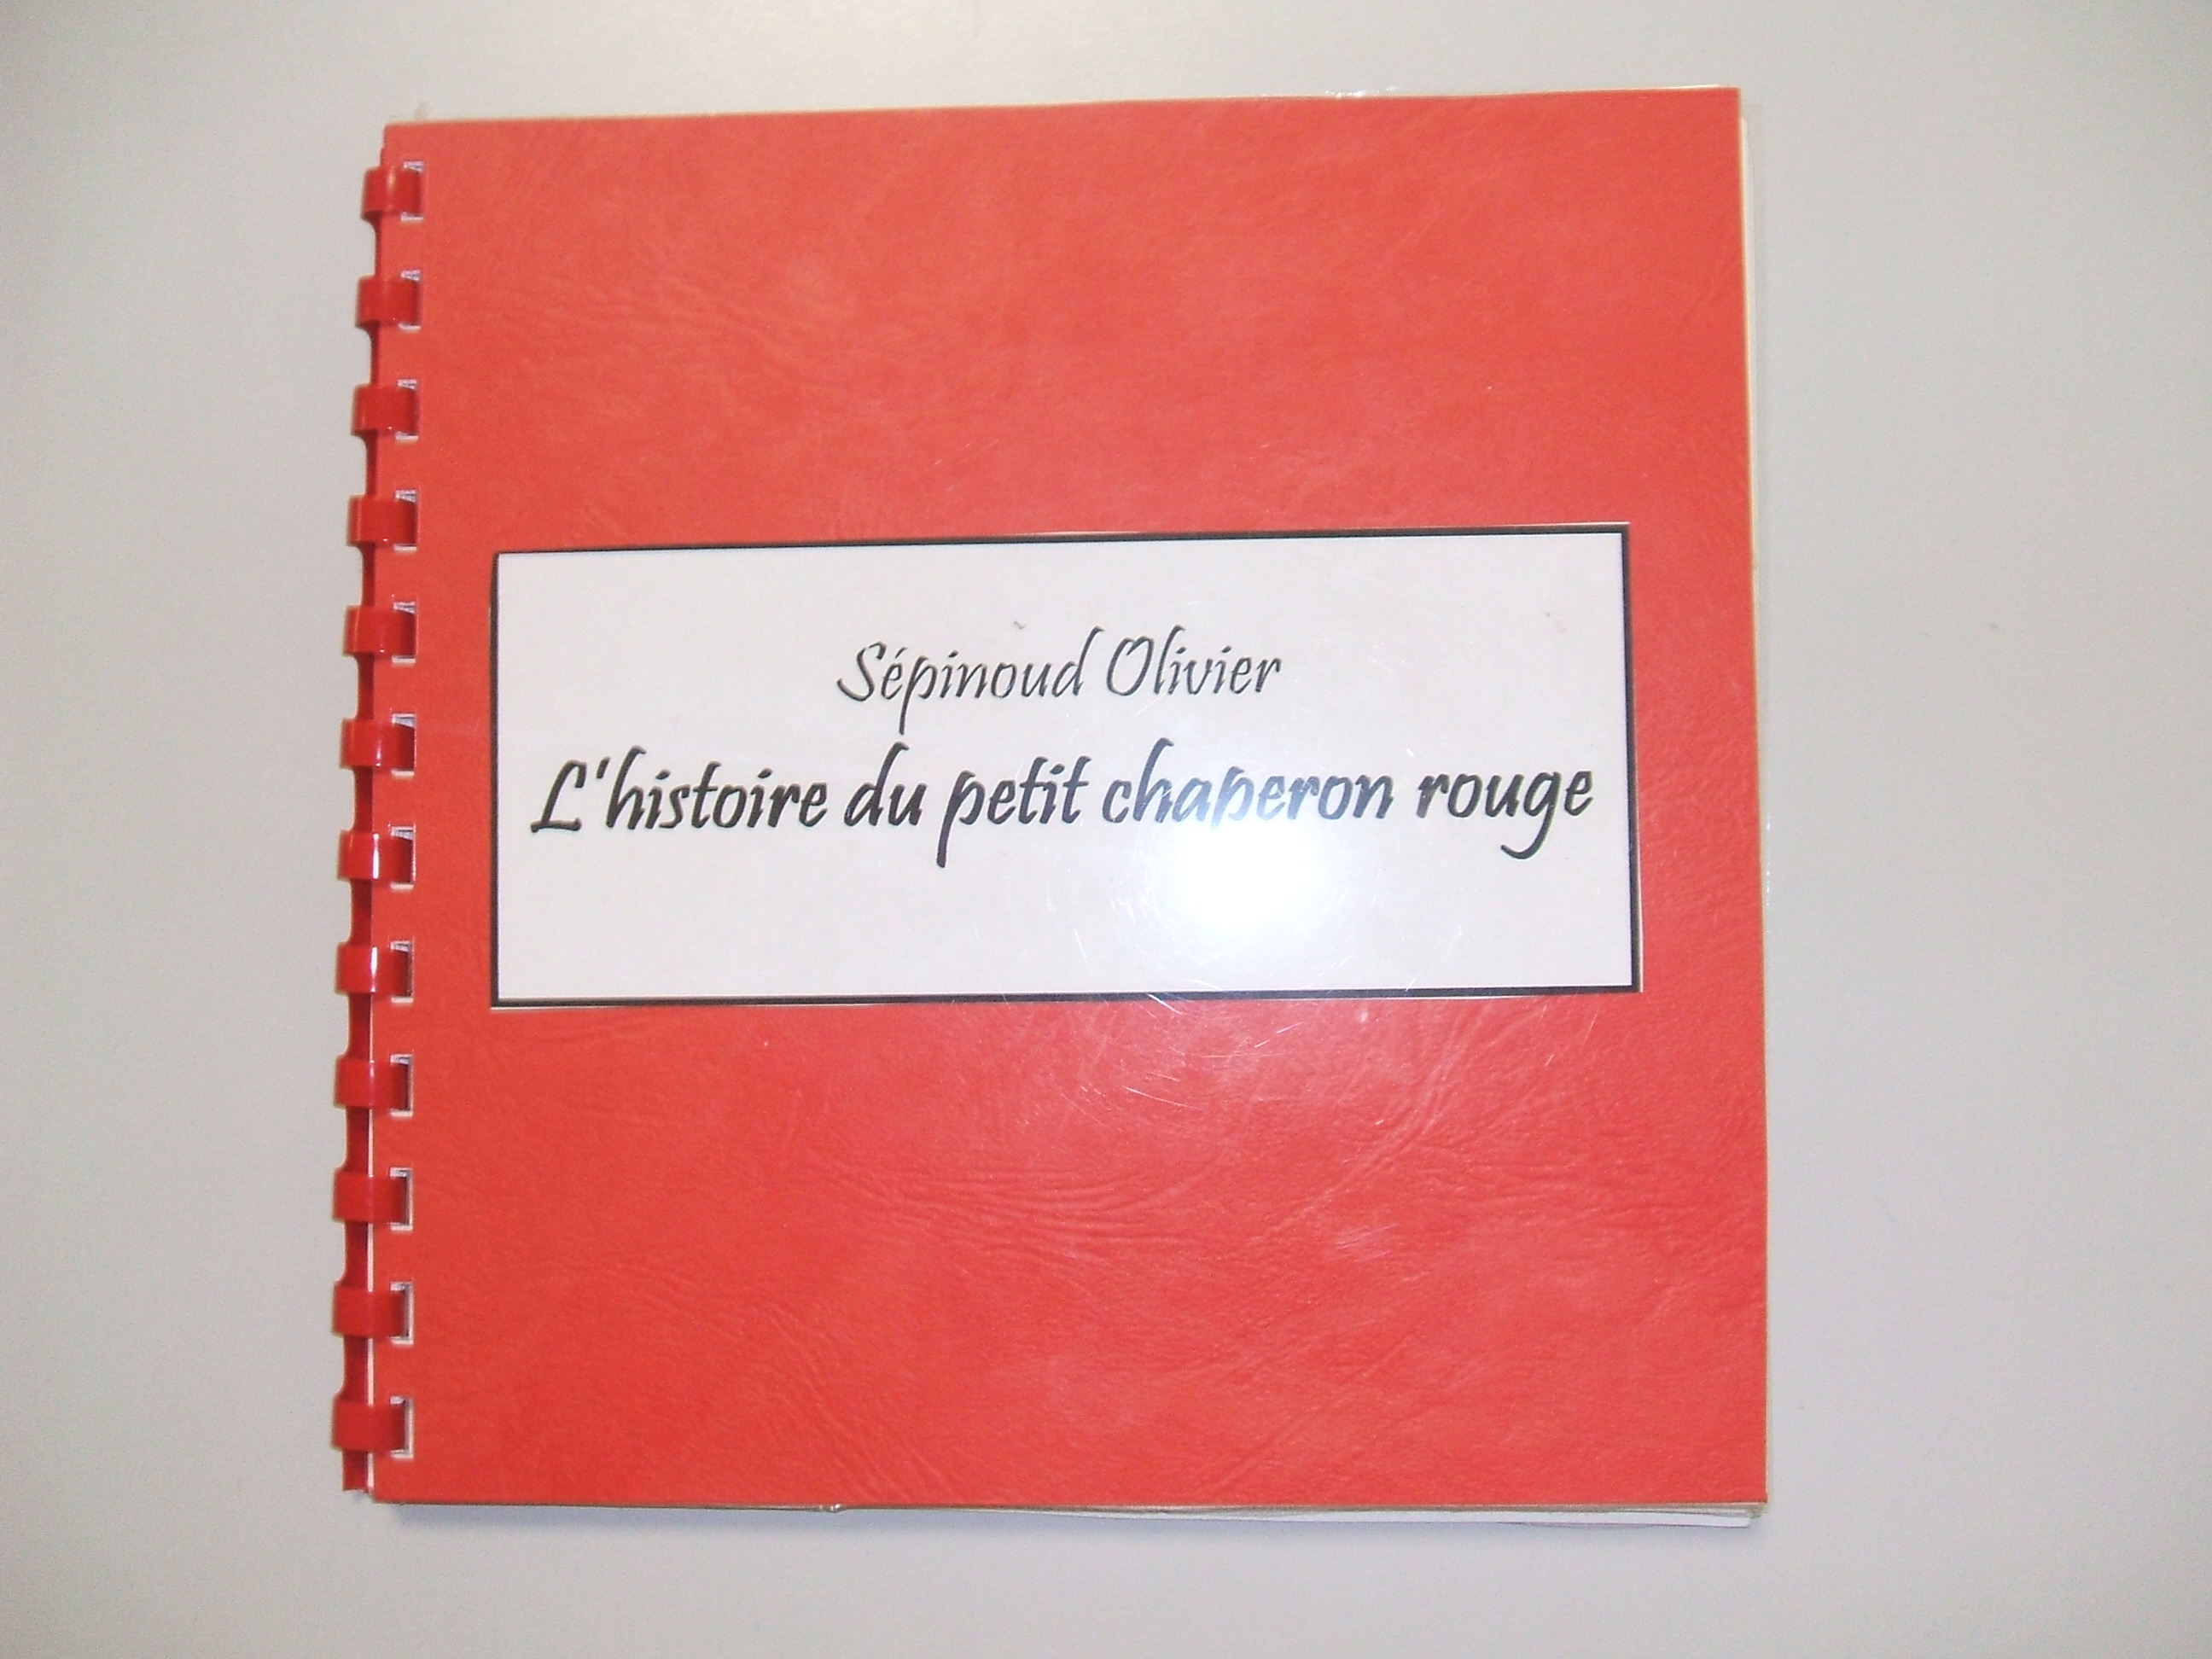 Sépinoud Olivier
L'histoire du petit chaperon rouge